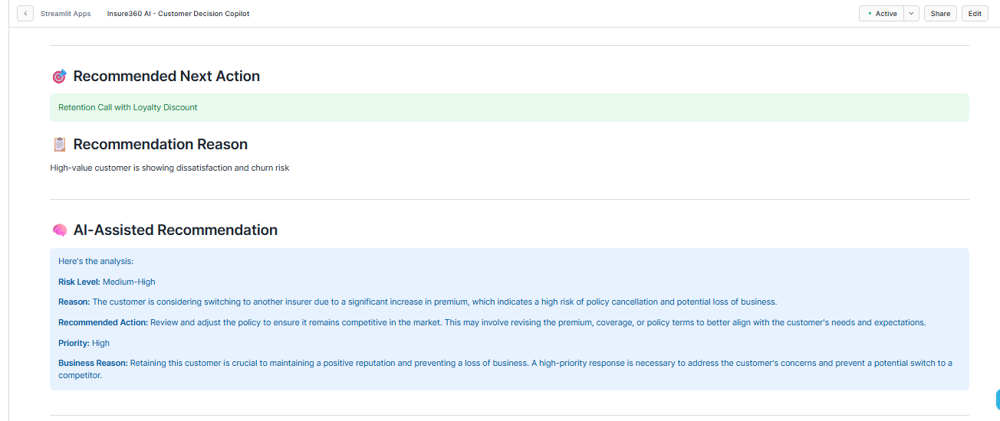 Streamlit Apps Insure360 AI - Customer Decision Copilot Active Share Edit
Recommended Next Action
Retention Call with Loyalty Discount
Recommendation Reason
High-value customer is showing dissatisfaction and churn risk
AI-Assisted Recommendation
Here's the analysis:
Risk Level: Medium-High
Reason: The customer is considering switching to another insurer due to a significant increase in premium, which indicates a high risk of policy cancellation and potential loss of business.
Recommended Action: Review and adjust the policy to ensure it remains competitive in the market. This may involve revising the premium, coverage, or policy terms to better align with the customer's needs and expectations.
Priority: High
Business Reason: Retaining this customer is crucial to maintaining a positive reputation and preventing a loss of business. A high-priority response is necessary to address the customer's concerns and prevent a potential switch to a
competitor.